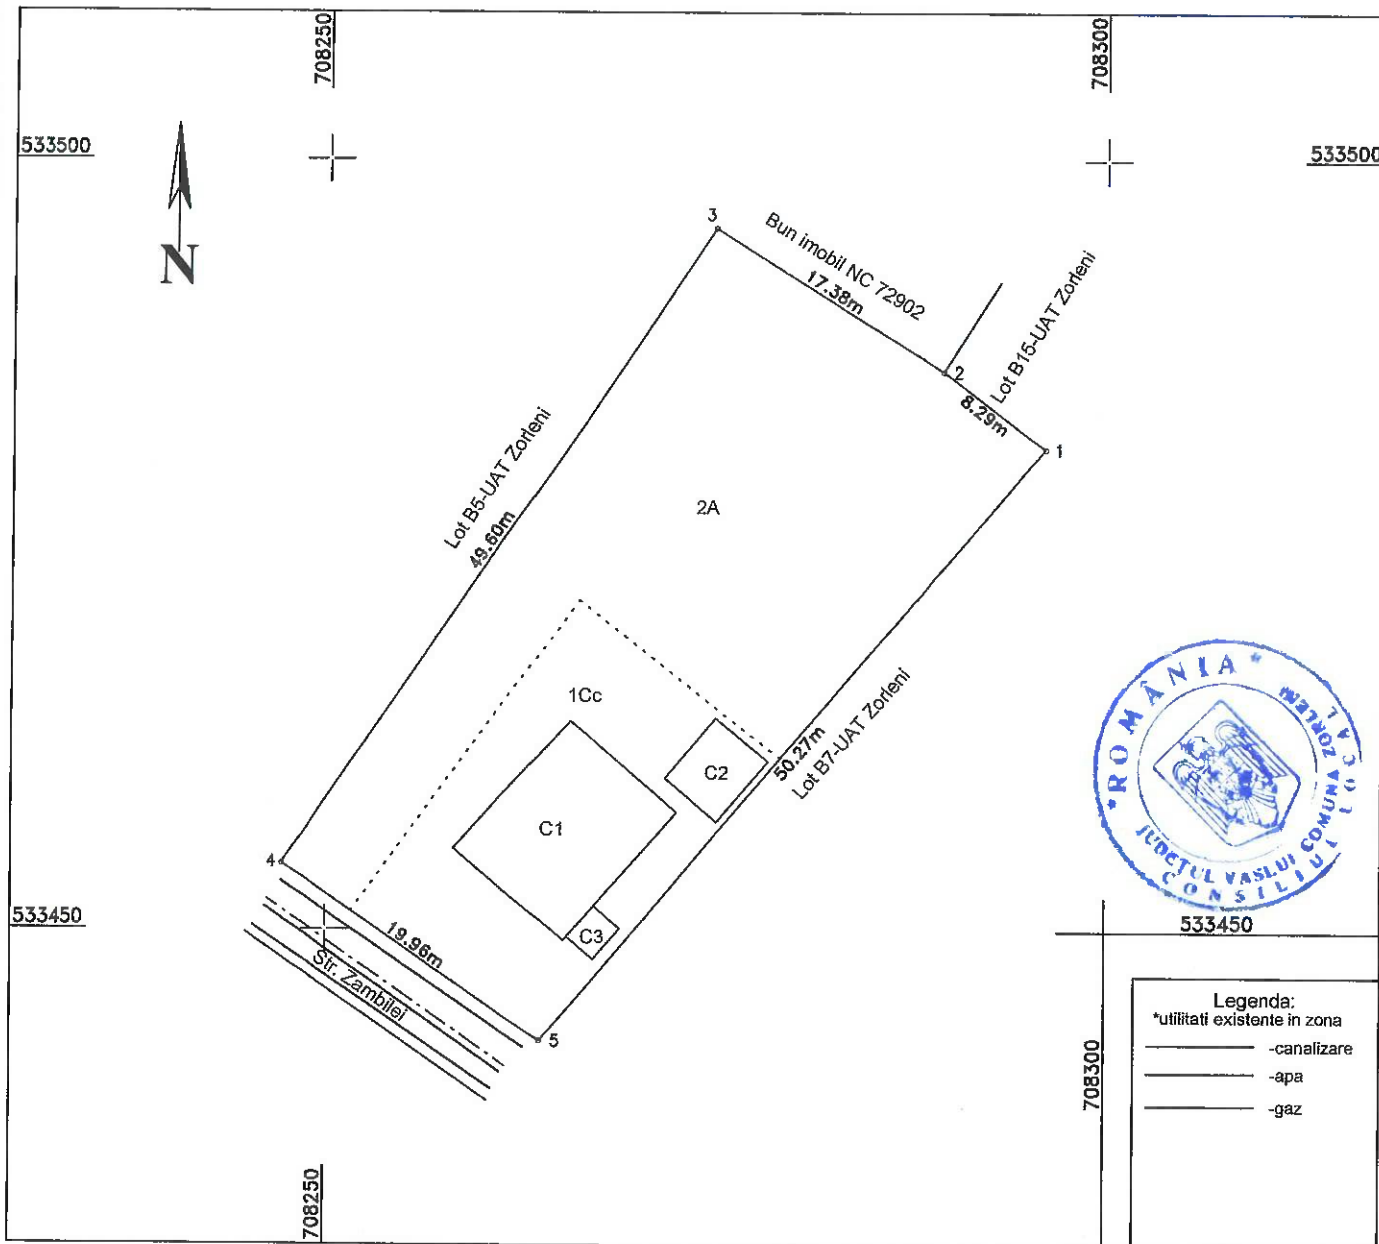 708250
708300
533500
533500
N
3
Bun imobil NC 72902
17.38m
Lot B15-UAT Zorleni
2
8.29m
1
Lot B5-UAT Zorleni
49.60m
2A
1Cc
C2
50.27m
Lot B7-UAT Zorleni
C1
4
C3
19.96m
Str. Zambilei
5
533450
533450
*ROMÂNIA*
JUDEȚUL VASLUI COMUNA ZORLENI
CONSILIUL LOCAL
Legenda:
*utilitati existente in zona
-canalizare
-apa
-gaz
708300
708250